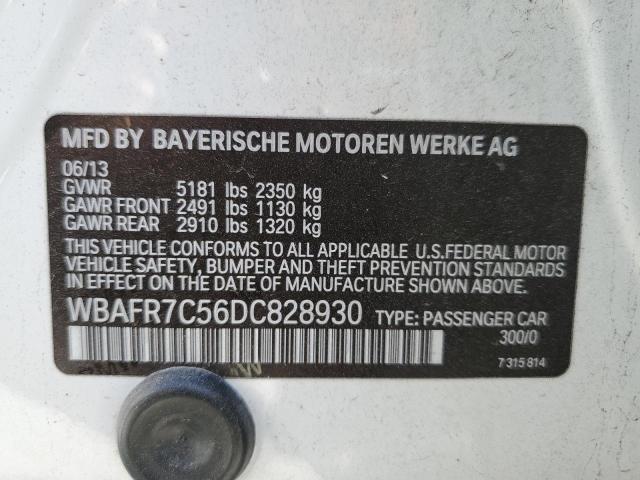 MFD BY BAYERISCHE MOTOREN WERKE AG
06/13
GVWR 5181 lbs 2350 kg
GAWR FRONT 2491 lbs 1130 kg
GAWR REAR 2910 lbs 1320 kg
THIS VEHICLE CONFORMS TO ALL APPLICABLE U.S.FEDERAL MOTOR
VEHICLE SAFETY, BUMPER AND THEFT PREVENTION STANDARDS
IN EFFECT ON THE DATE OF MANUFACTURE SHOWN ABOVE.
WBAFR7C56DC828930 TYPE: PASSENGER CAR
300/0
7 315 814